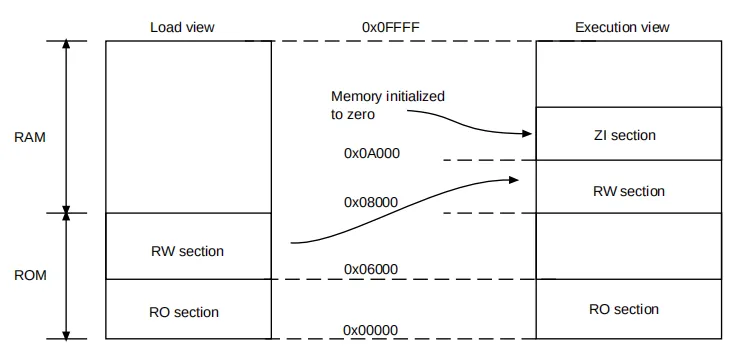 Load view
0x0FFFF
Execution view
Memory initialized
to zero
RAM
ZI section
0x0A000
RW section
0x08000
RW section
ROM
0x06000
RO section
RO section
0x00000